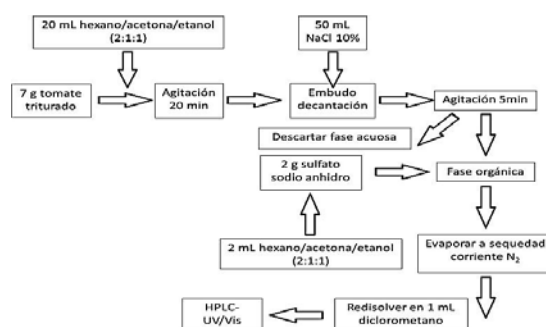 20 mL hexano/acetona/etanol
(2:1:1)
50 mL
NaCl 10%
7 g tomate
triturado
Agitación
20 min
Embudo
decantación
Agitación 5min
Descartar fase acuosa
2 g sulfato
sodio anhidro
Fase orgánica
2 mL hexano/acetona/etanol
(2:1:1)
Evaporar a sequedad
corriente N₂
HPLC-
UV/Vis
Redisolver en 1 mL
diclorometano